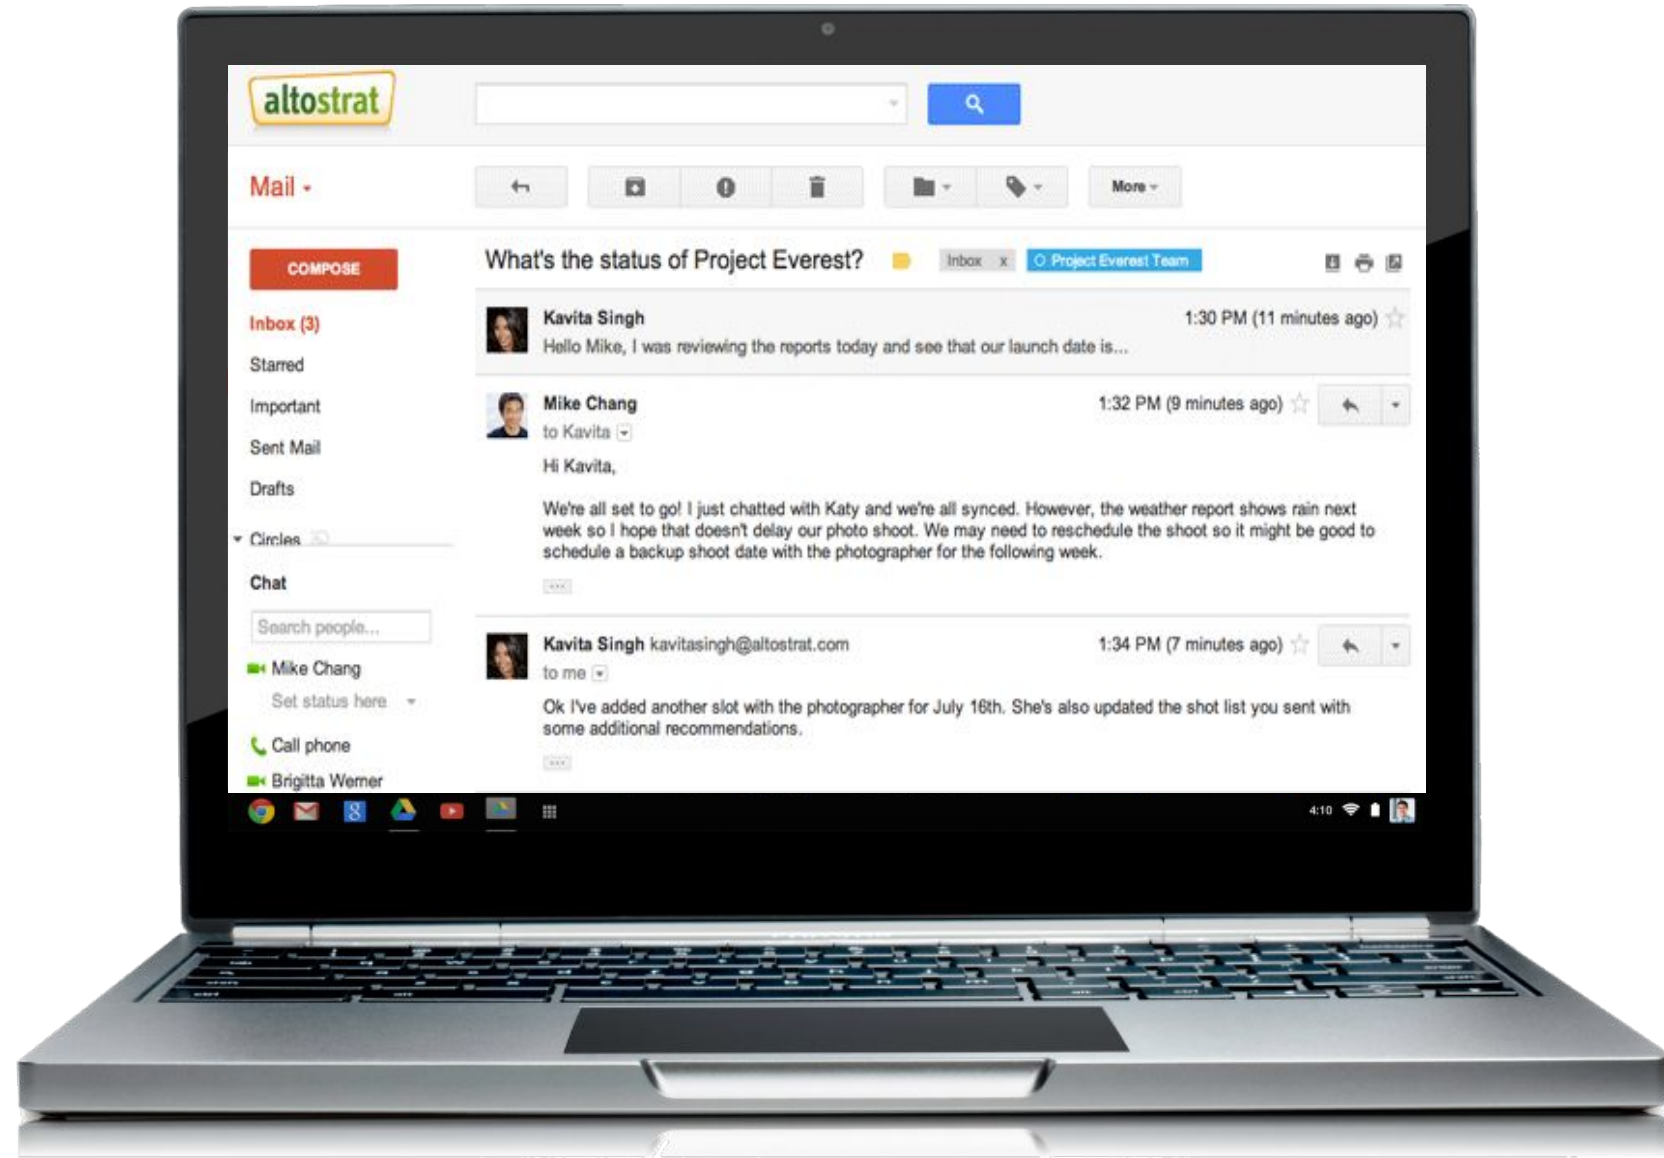 altostrat
Mail
More
COMPOSE
What's the status of Project Everest?
Inbox x
Project Everest Team
Inbox (3)
Starred
Important
Sent Mail
Drafts
Circles
Chat
Search people...
Mike Chang
Set status here
Call phone
Brigitta Werner
Kavita Singh
1:30 PM (11 minutes ago)
Hello Mike, I was reviewing the reports today and see that our launch date is...
Mike Chang
1:32 PM (9 minutes ago)
to Kavita
Hi Kavita,
We're all set to go! I just chatted with Katy and we're all synced. However, the weather report shows rain next
week so I hope that doesn't delay our photo shoot. We may need to reschedule the shoot so it might be good to
schedule a backup shoot date with the photographer for the following week.
Kavita Singh kavitasingh@altostrat.com
1:34 PM (7 minutes ago)
to me
Ok I've added another slot with the photographer for July 16th. She's also updated the shot list you sent with
some additional recommendations.
8
4:10